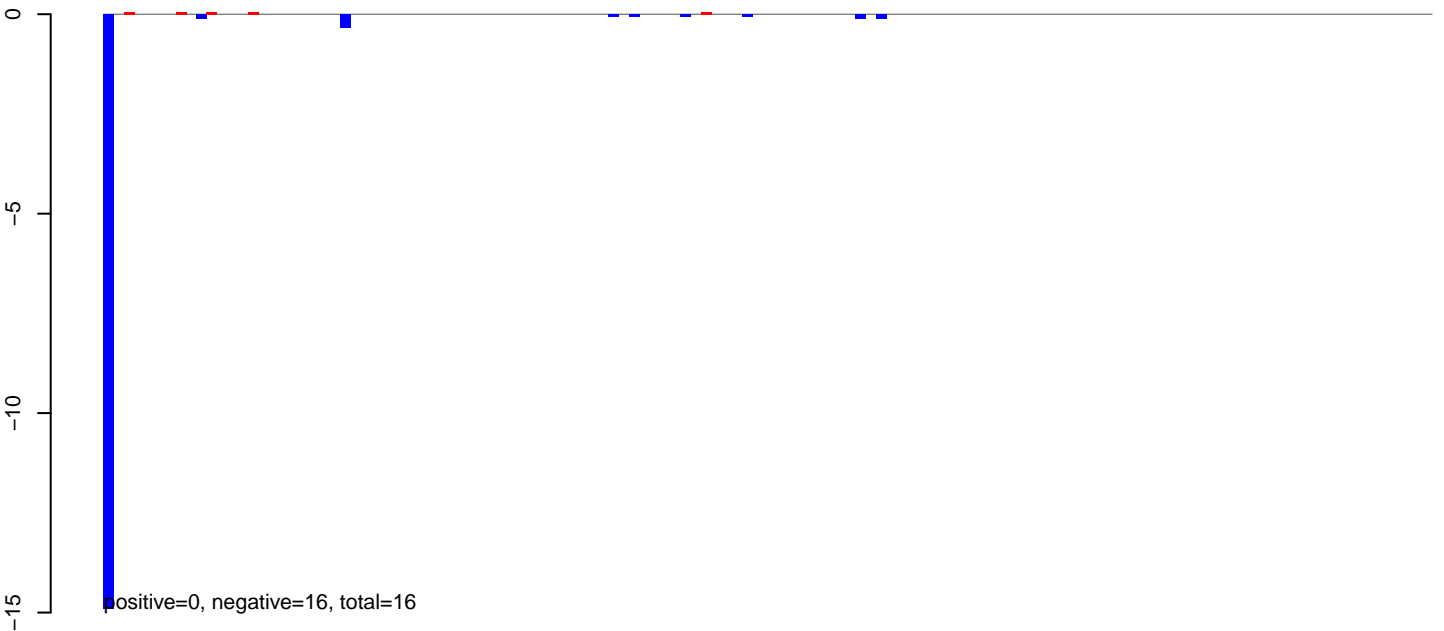 0
−5
−10
−15
positive=0, negative=16, total=16